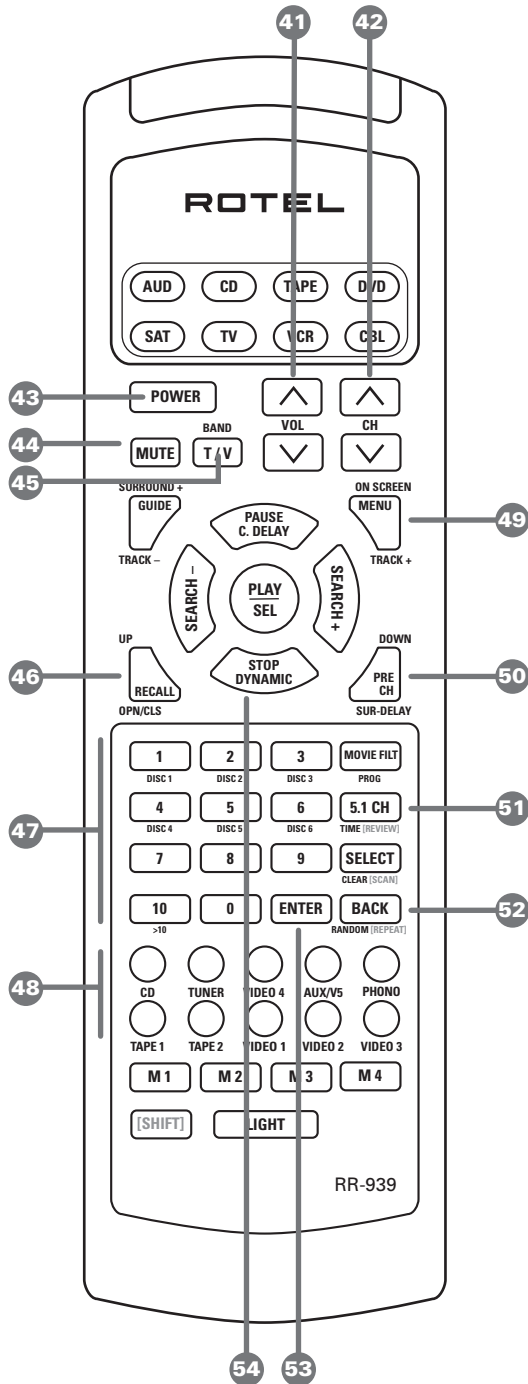 41 42
ROTEL
AUD CD TAPE DVD
SAT TV VCR CBL
43 POWER
BAND VOL CH
44 MUTE T/V
45
SURROUND + ON SCREEN
GUIDE PAUSE MENU
C. DELAY
49
TRACK – TRACK +
SEARCH – PLAY SEARCH +
SEL
UP DOWN
STOP
DYNAMIC
46 RECALL PRE 50
CH
OPN/CLS SUR-DELAY
1 2 3 MOVIE FILT
DISC 1 DISC 2 DISC 3 PROG
4 5 6 5.1 CH 51
DISC 4 DISC 5 DISC 6 TIME [REVIEW]
47
7 8 9 SELECT
CLEAR [SCAN]
10 0 ENTER BACK 52
>10 RANDOM [REPEAT]
48
CD TUNER VIDEO 4 AUX/V5 PHONO
TAPE 1 TAPE 2 VIDEO 1 VIDEO 2 VIDEO 3
M 1 M 2 M 3 M 4
[SHIFT] LIGHT
RR-939
54 53